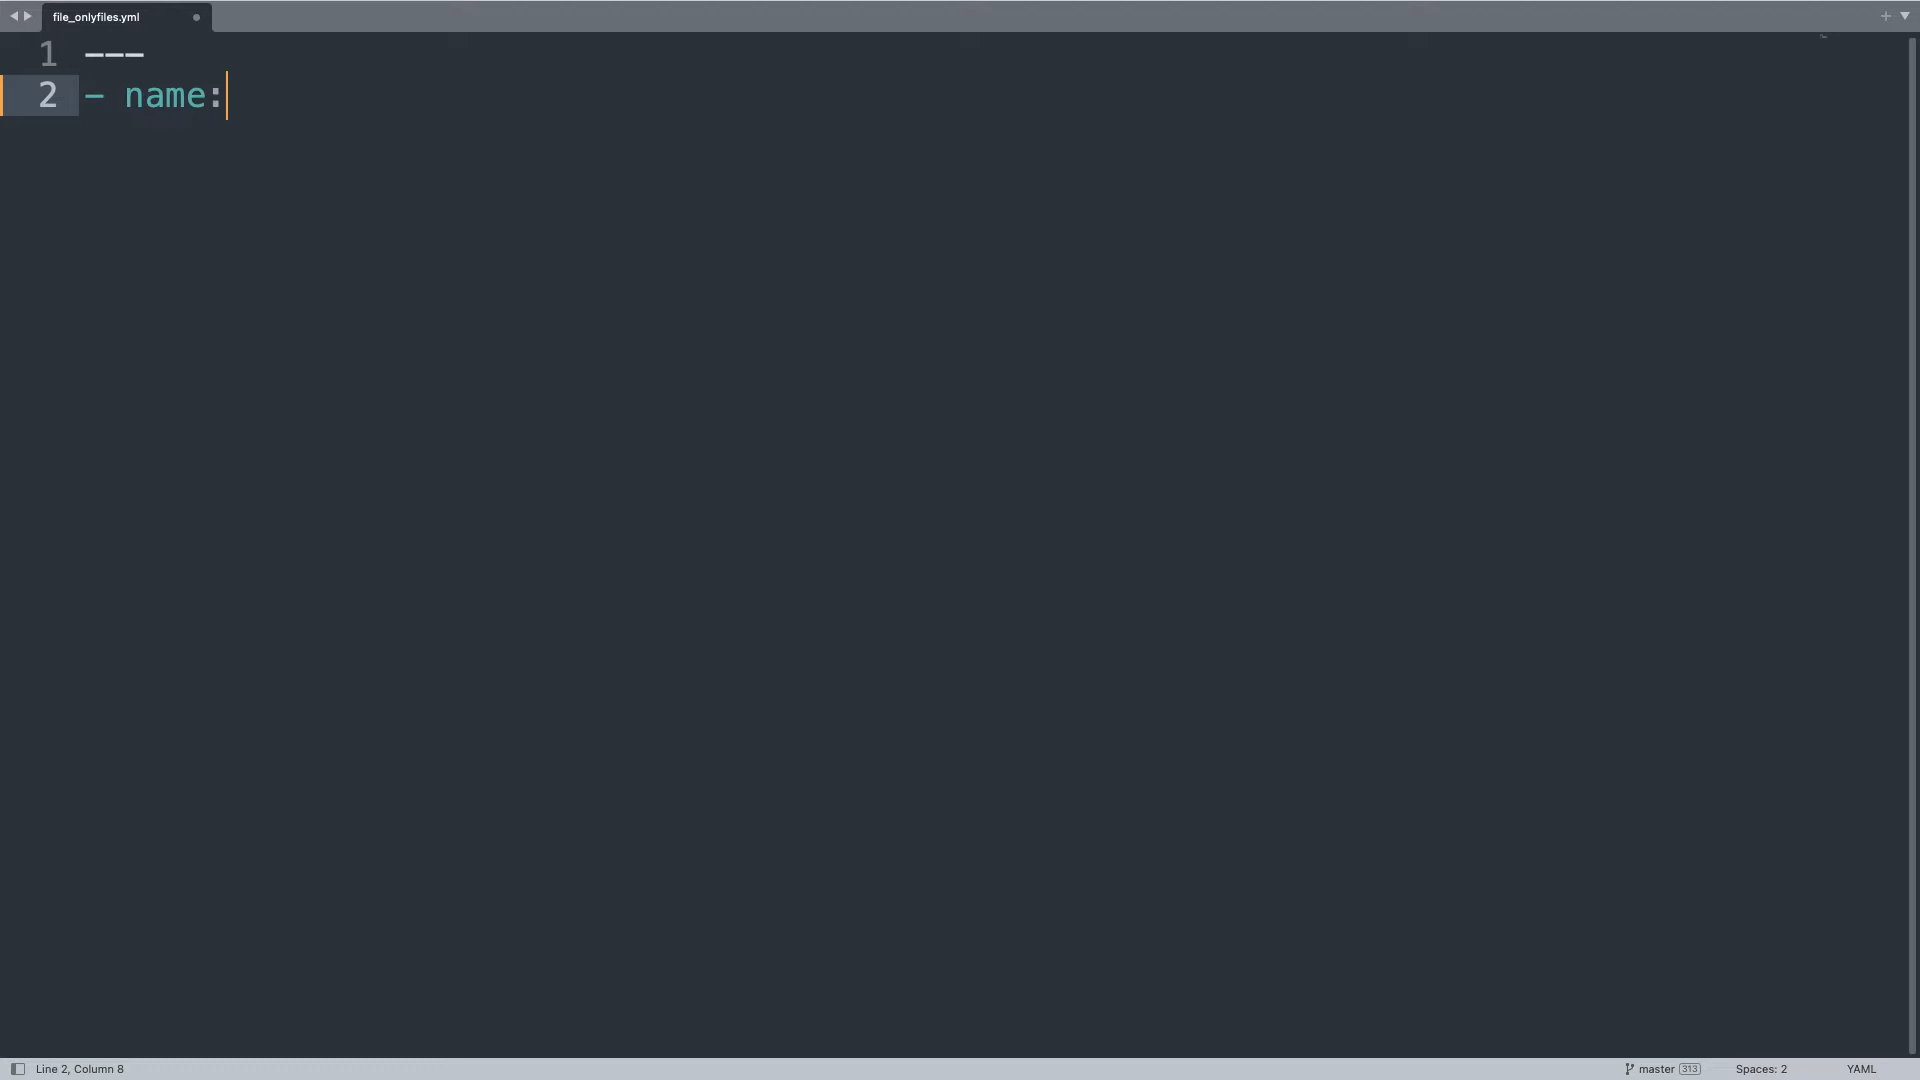 file_onlyfiles.yml
1 ---
2 - name:
Line 2, Column 8
master 313
Spaces: 2
YAML